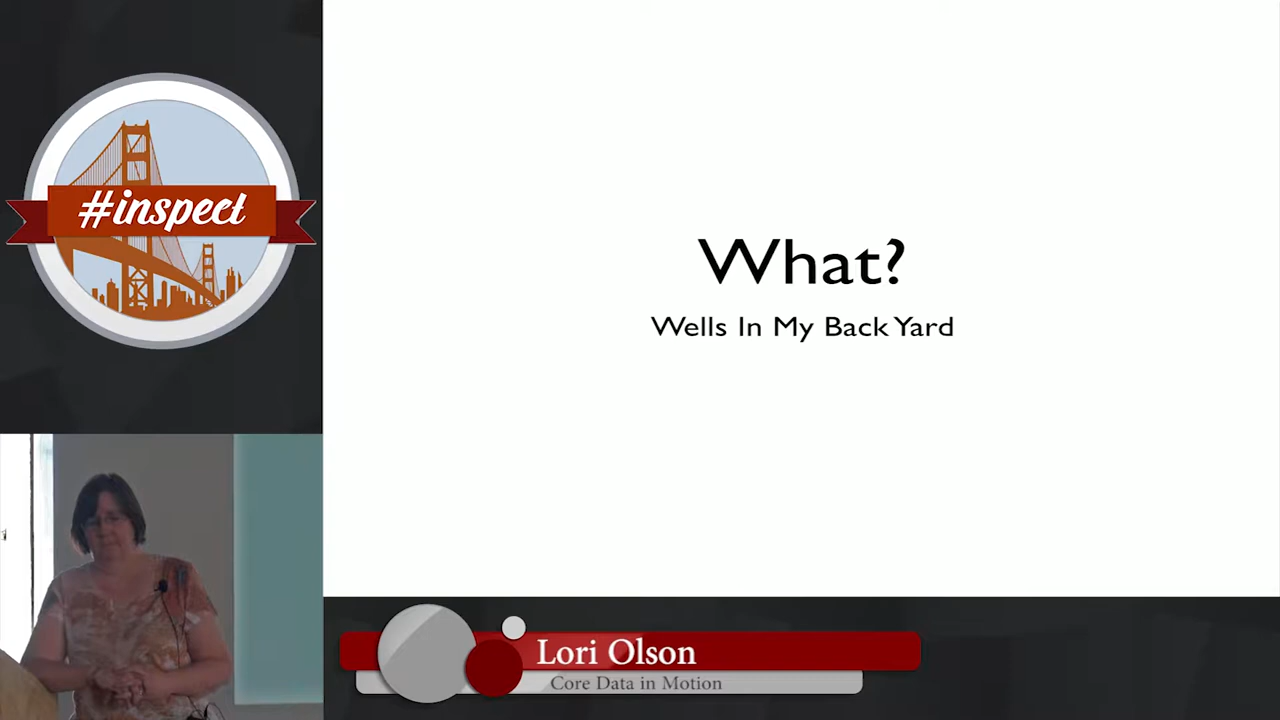 #inspect
What?
Wells In My Back Yard
Lori Olson
Core Data in Motion